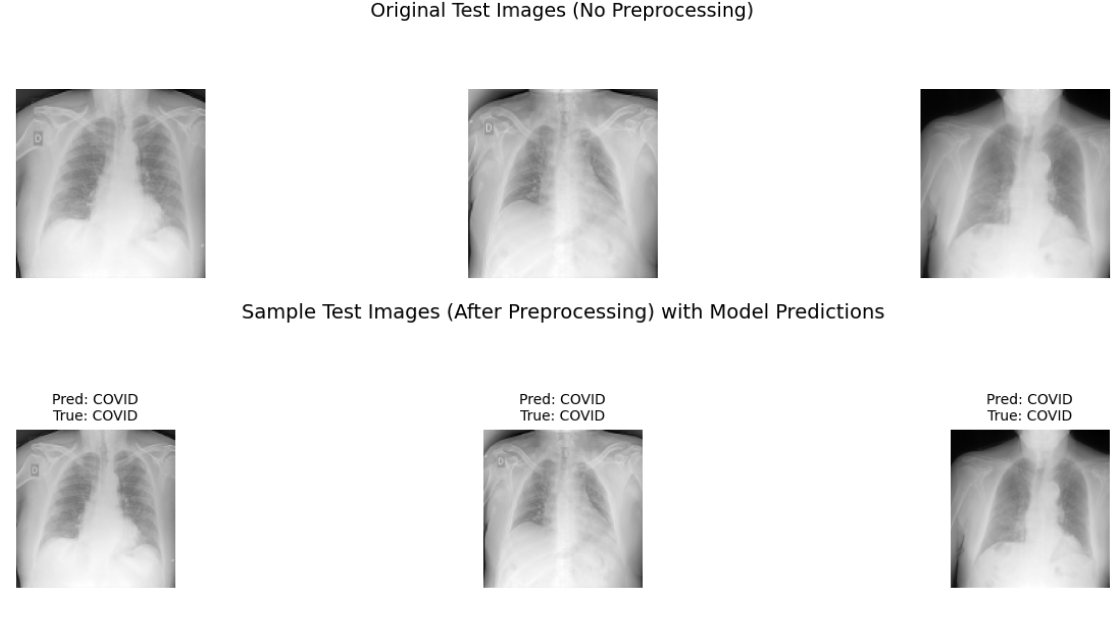 Original Test Images (No Preprocessing)
D
D
Sample Test Images (After Preprocessing) with Model Predictions
Pred: COVID
True: COVID
Pred: COVID
True: COVID
Pred: COVID
True: COVID
D
D